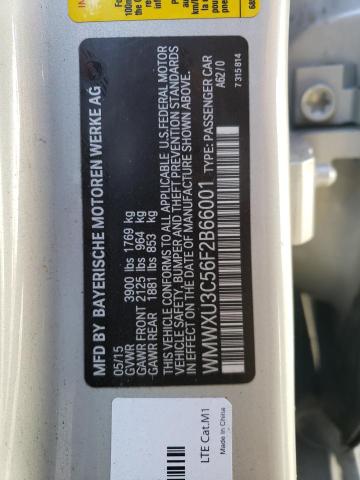 MFD BY BAYERISCHE MOTOREN WERKE AG
05/15
GVWR 3900 lbs 1769 kg
GAWR FRONT 2125 lbs 964 kg
GAWR REAR 1881 lbs 853 kg
THIS VEHICLE CONFORMS TO ALL APPLICABLE U.S.FEDERAL MOTOR
VEHICLE SAFETY, BUMPER AND THEFT PREVENTION STANDARDS
IN EFFECT ON THE DATE OF MANUFACTURE SHOWN ABOVE.
WMWXU3C56F2B66001 TYPE: PASSENGER CAR
A62/0
7 315 814
LTE Cat.M1
Made In China